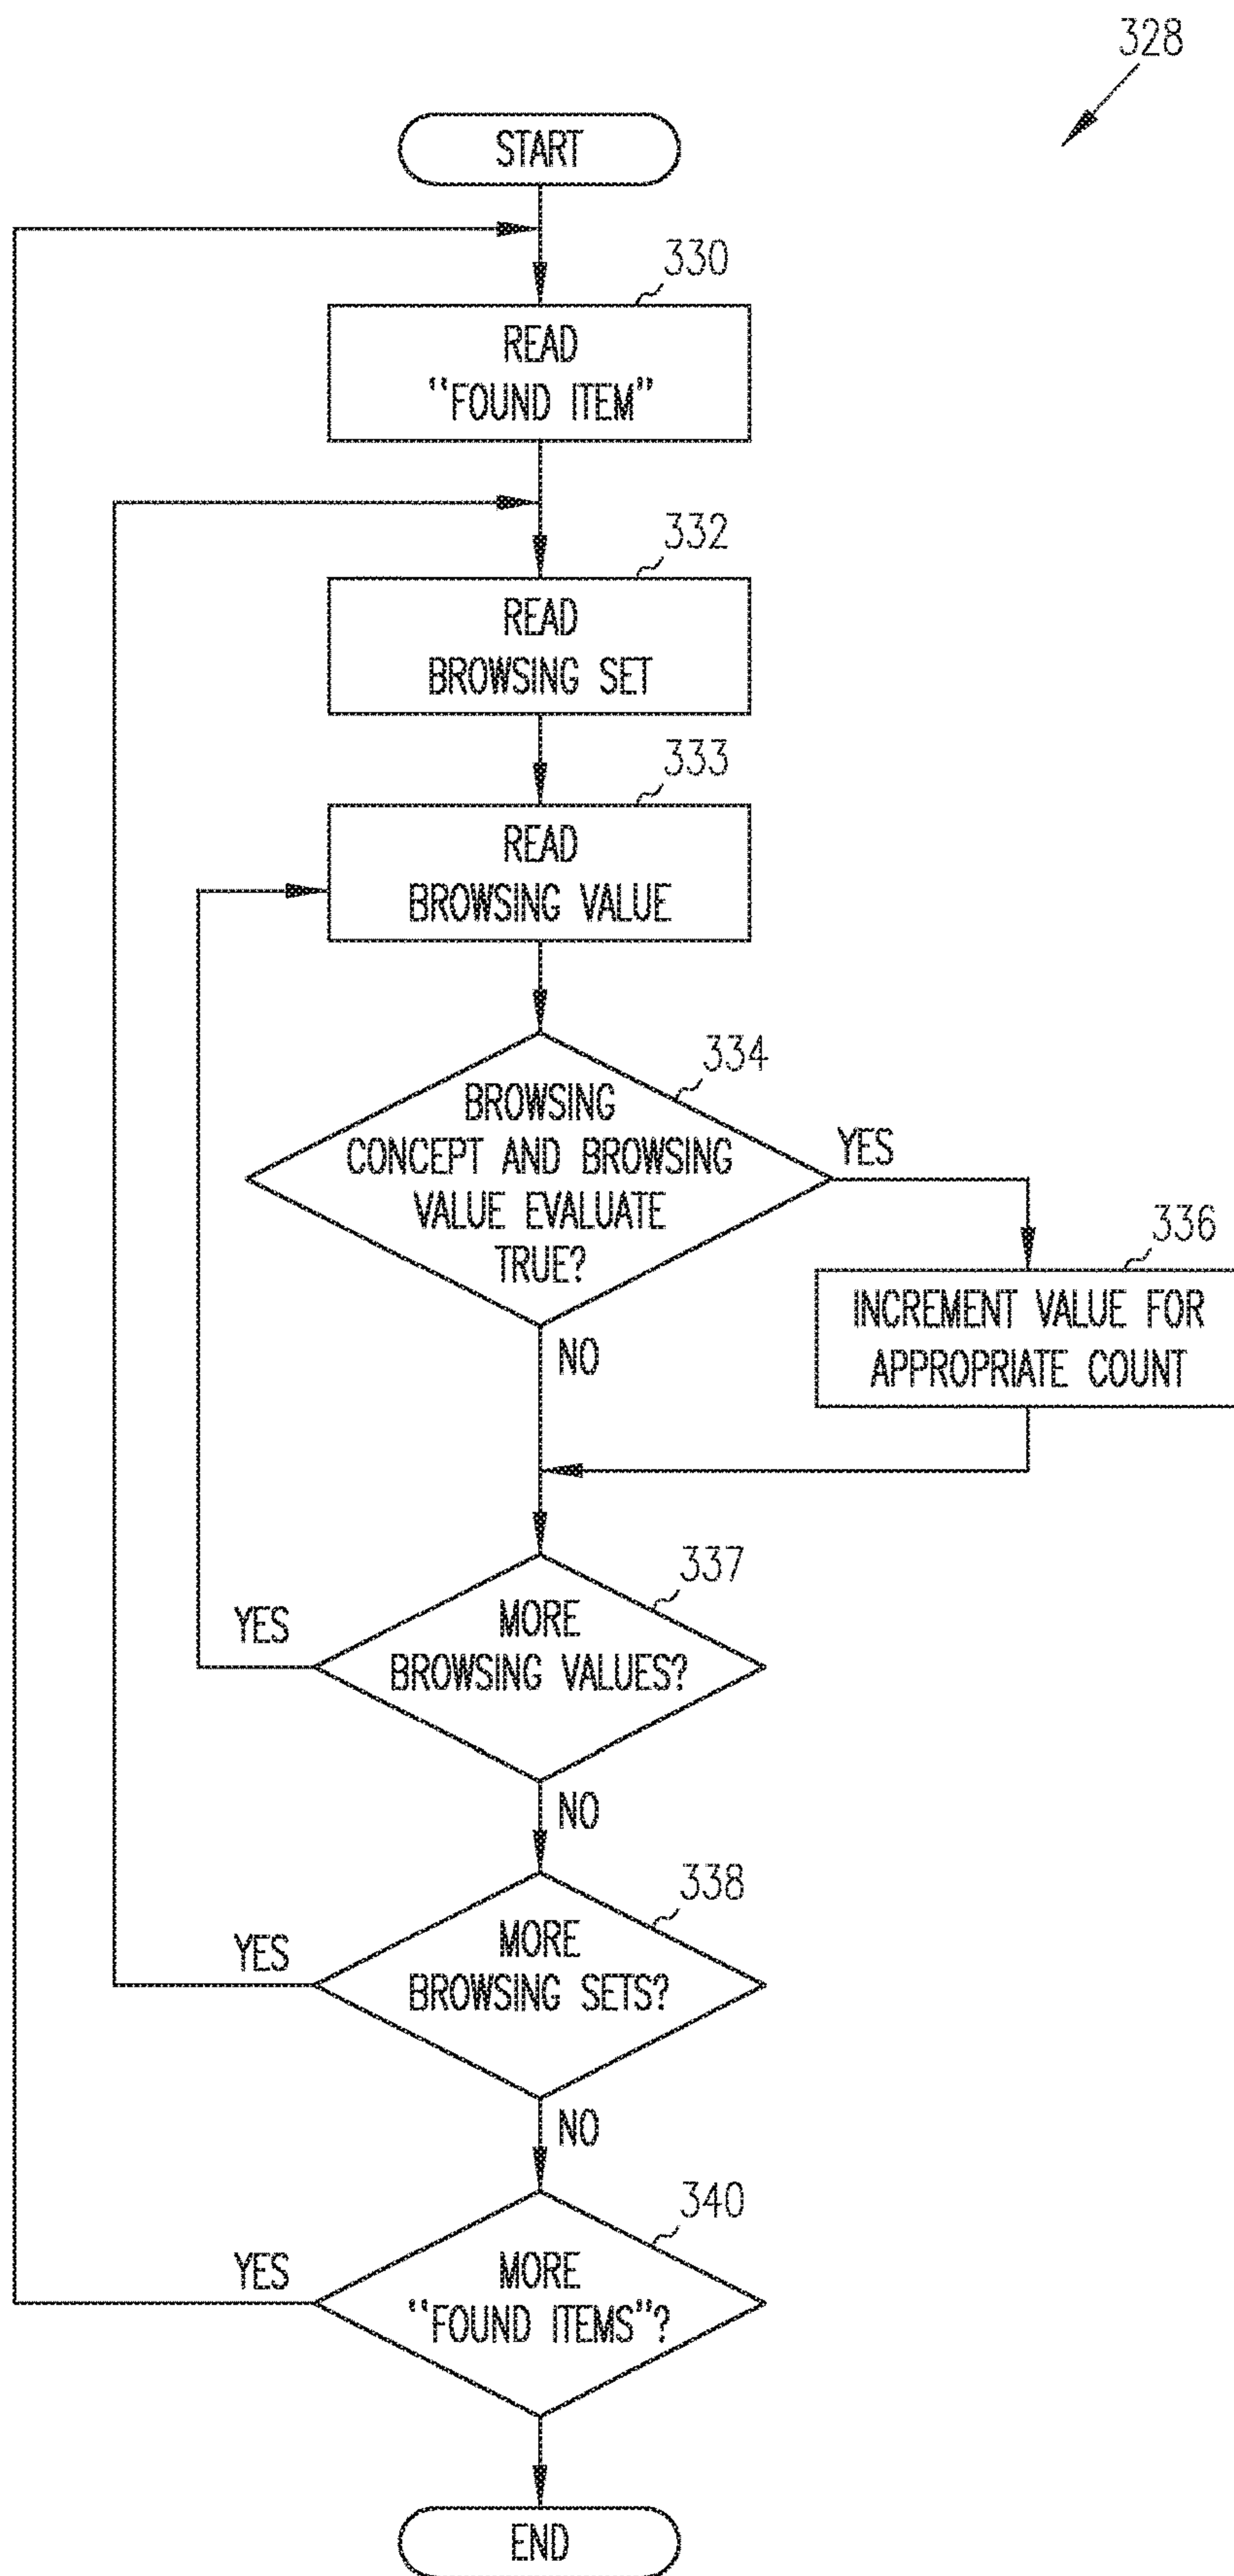 328
START
330
READ
“FOUND ITEM”
332
READ
BROWSING SET
333
READ
BROWSING VALUE
334
BROWSING
CONCEPT AND BROWSING
VALUE EVALUATE
TRUE?
YES
336
INCREMENT VALUE FOR
APPROPRIATE COUNT
NO
337
MORE
BROWSING VALUES?
YES
NO
338
MORE
BROWSING SETS?
YES
NO
340
MORE
“FOUND ITEMS”?
YES
END